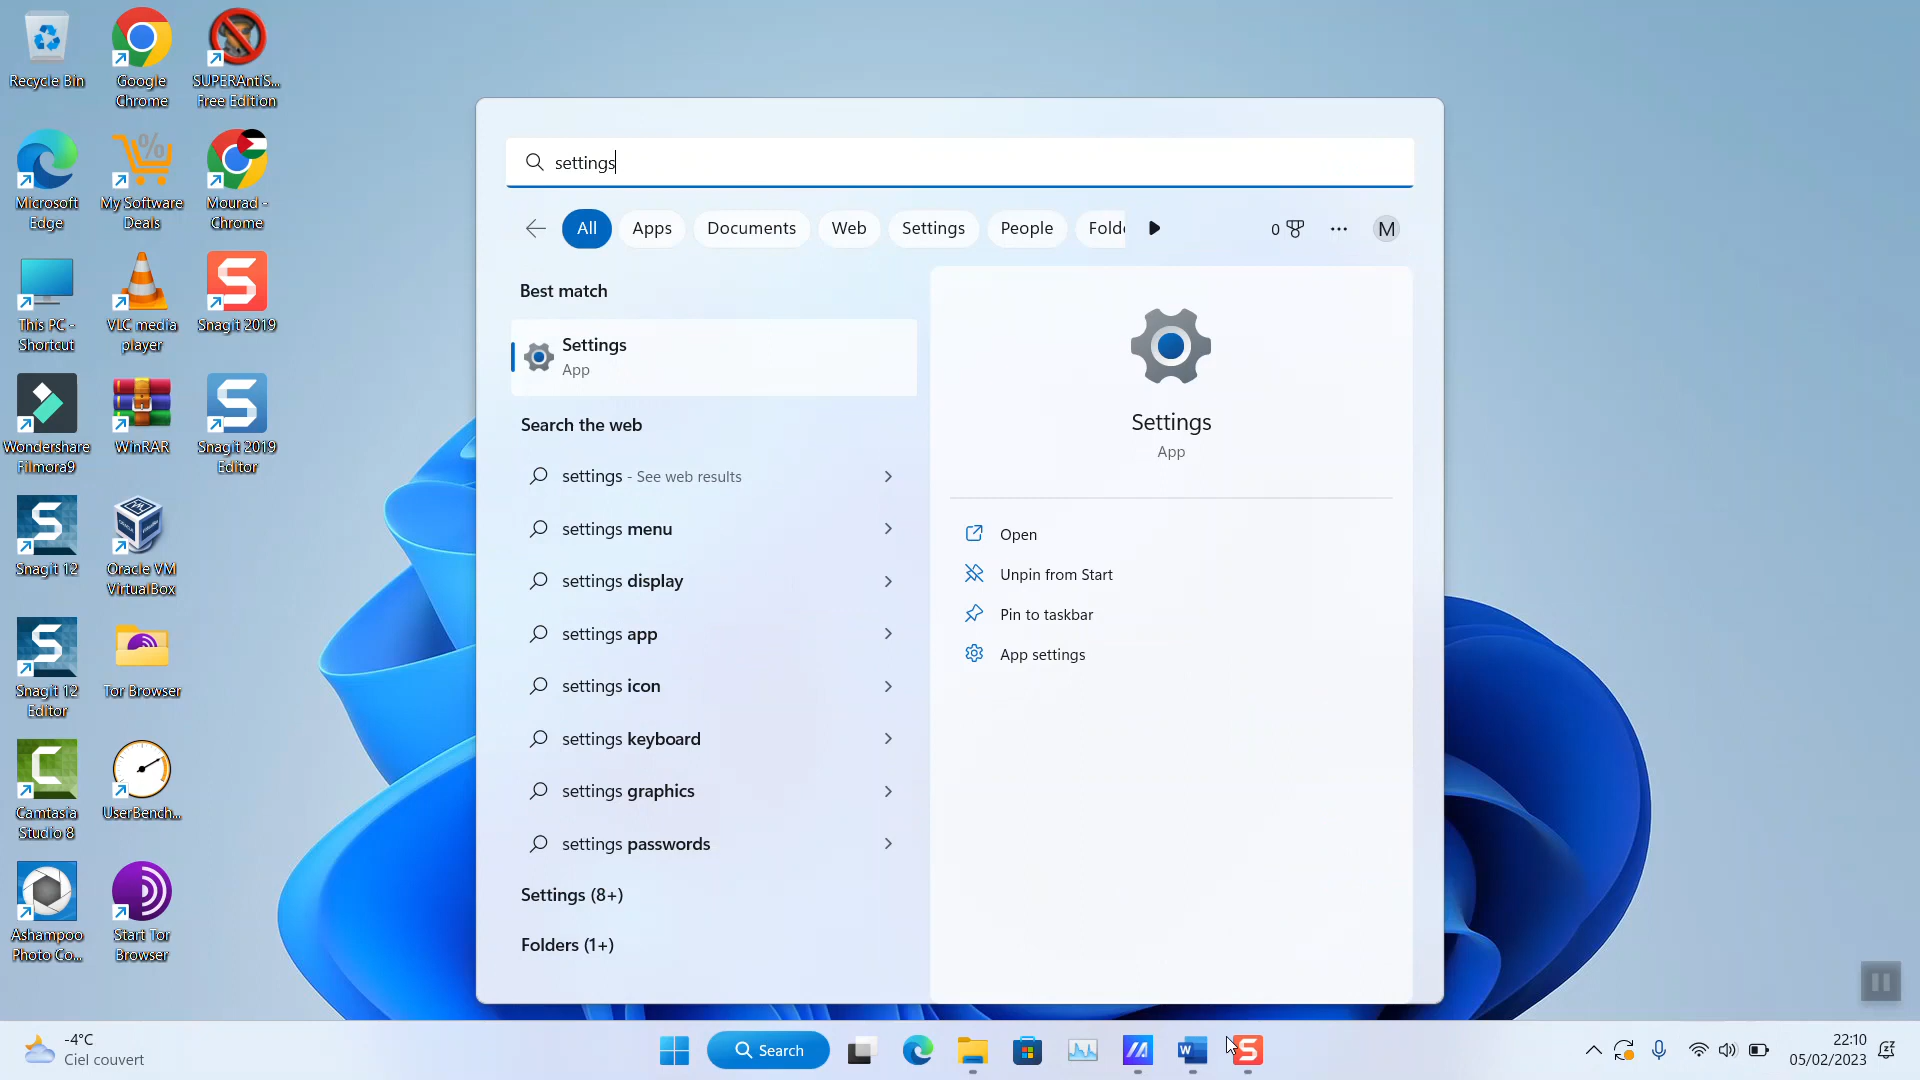 Recycle Bin
Google
Chrome
SUPERAntiS...
Free Edition
Microsoft
Edge
My Software
Deals
Mourad -
Chrome
This PC -
Shortcut
VLC media
player
Snagit 2019
Wondershare
Filmora9
WinRAR
Snagit 2019
Editor
Snagit 12
Oracle VM
VirtualBox
Snagit 12
Editor
Tor Browser
Camtasia
Studio 8
UserBench...
Ashampoo
Photo Co...
Start Tor
Browser
settings
All
Apps
Documents
Web
Settings
People
Folde
0
M
Best match
Settings
App
Search the web
settings - See web results
settings menu
settings display
settings app
settings icon
settings keyboard
settings graphics
settings passwords
Settings (8+)
Folders (1+)
Settings
App
Open
Unpin from Start
Pin to taskbar
App settings
-4°C
Ciel couvert
Search
22:10
05/02/2023